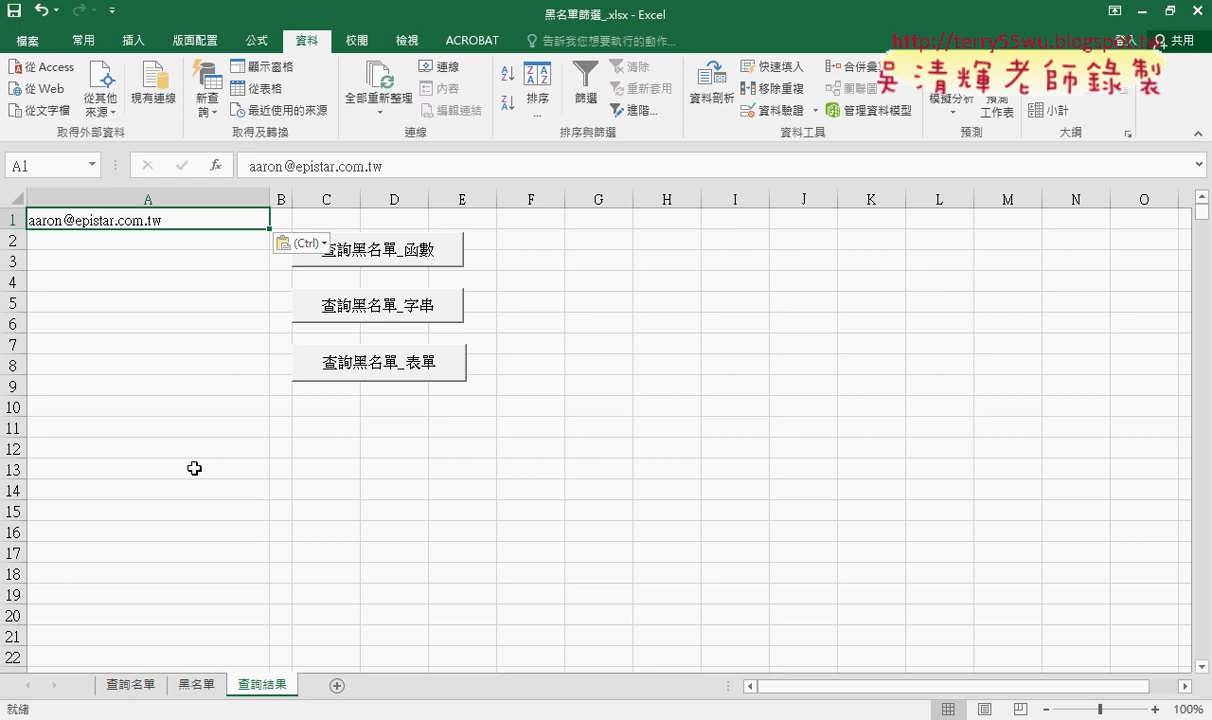 黑名單篩選_.xlsx - Excel
檔案 常用 插入 版面配置 公式 資料 校閱 檢視 ACROBAT 告訴我您想要執行的動作... 登入 共用
http://terry55wu.blogspot.tw
吳清輝老師錄製
從 Access
從 Web
從文字檔
從其他來源
現有連線
取得外部資料
新查詢
顯示查詢
從表格
最近使用的來源
取得及轉換
全部重新整理
連線
內容
編輯連結
連線
排序...
篩選
清除
重新套用
進階...
排序與篩選
資料剖析
快速填入
移除重複
資料驗證
合併彙
關聯圖
管理資料模型
資料工具
模擬分析
預測工作表
預測
小計
大綱
A1 fx aaron@epistar.com.tw
A B C D E F G H I J K L M N O
1 aaron@epistar.com.tw
2
(Ctrl)
查詢黑名單_函數
3
4
5 查詢黑名單_字串
6
7
8 查詢黑名單_表單
9
10
11
12
13
14
15
16
17
18
19
20
21
22
查詢名單 黑名單 查詢結果
就緒 100%